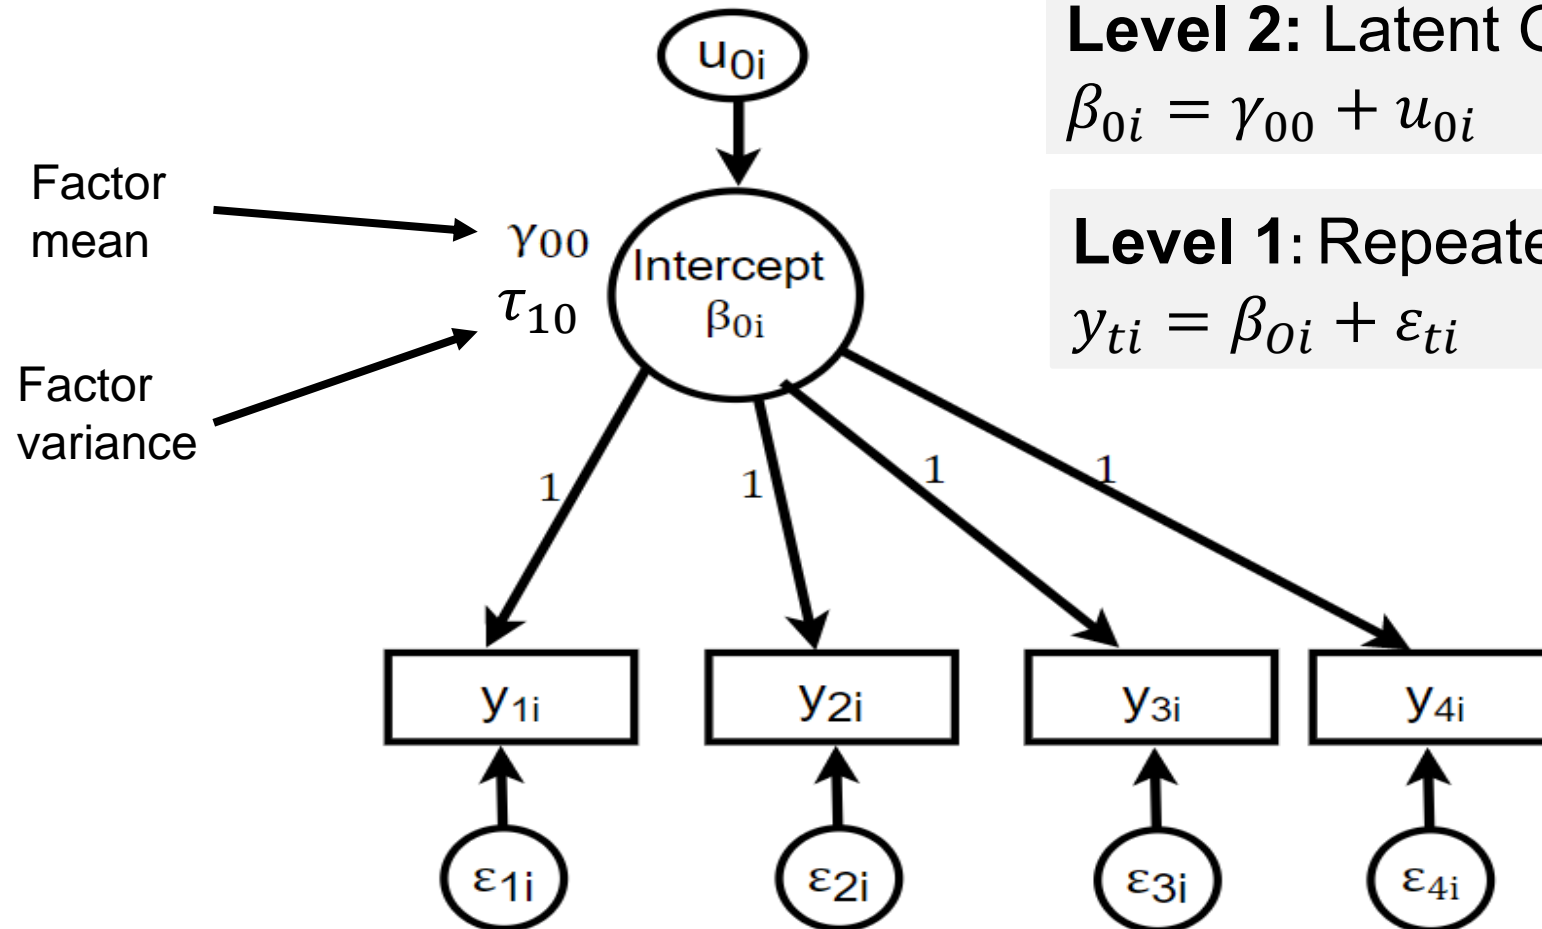 u₀ᵢ
Level 2: Latent
β₀ᵢ = γ₀₀ + u₀ᵢ
Factor
mean
γ₀₀
τ₁₀
Intercept
β₀ᵢ
Level 1:
yₜᵢ = βOᵢ + εₜᵢ
Factor
variance
1
1
1
1
y₁ᵢ
y₂ᵢ
y₃ᵢ
y₄ᵢ
ε₁ᵢ
ε₂ᵢ
ε₃ᵢ
ε₄ᵢ